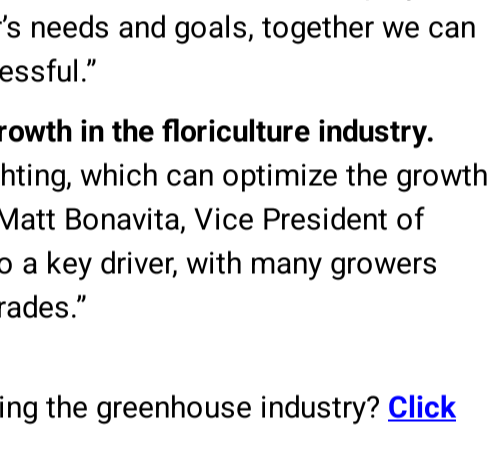 ’s needs and goals, together we can
essful.”
rowth in the floriculture industry.
hting, which can optimize the growth
Matt Bonavita, Vice President of
o a key driver, with many growers
rades.”
ing the greenhouse industry? Click